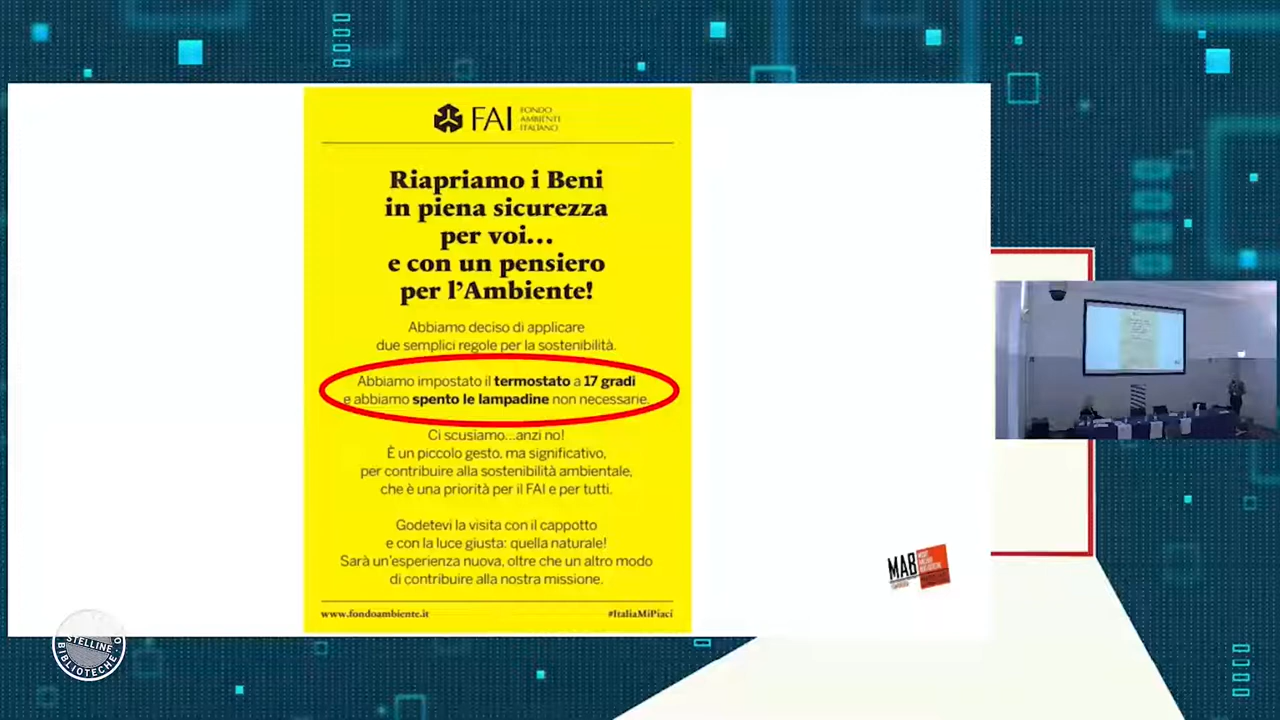 FAI
FONDO
AMBIENTE
ITALIANO
Riapriamo i Beni
in piena sicurezza
per voi...
e con un pensiero
per l'Ambiente!
Abbiamo deciso di applicare
due semplici regole per la sostenibilità.
Abbiamo impostato il termostato a 17 gradi
e abbiamo spento le lampadine non necessarie.
Ci scusiamo...anzi no!
È un piccolo gesto, ma significativo,
per contribuire alla sostenibilità ambientale,
che è una priorità per il FAI e per tutti.
Godetevi la visita con il cappotto
e con la luce giusta: quella naturale!
Sarà un'esperienza nuova, oltre che un altro modo
di contribuire alla nostra missione.
www.fondoambiente.it
#ItaliaMiPiaci
MAB
STELLINE
BIBLIOTECHE